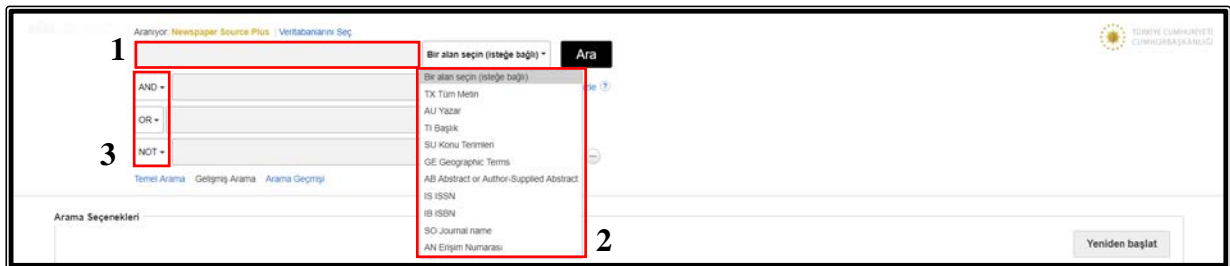 Aranıyor: Newspaper Source Plus | Veritabanlarını Seç
TÜRKİYE CUMHURİYETİ
CUMHURBAŞKANLIĞI
1
Bir alan seçin (isteğe bağlı)
Ara
Bir alan seçin (isteğe bağlı)
AND
TX Tüm Metin
AU Yazar
OR
TI Başlık
SU Konu Terimleri
3
NOT
GE Geographic Terms
Temel Arama Gelişmiş Arama Arama Geçmişi
AB Abstract or Author-Supplied Abstract
IS ISSN
IB ISBN
Arama Seçenekleri
SO Journal name
AN Erişim Numarası
2
Yeniden başlat